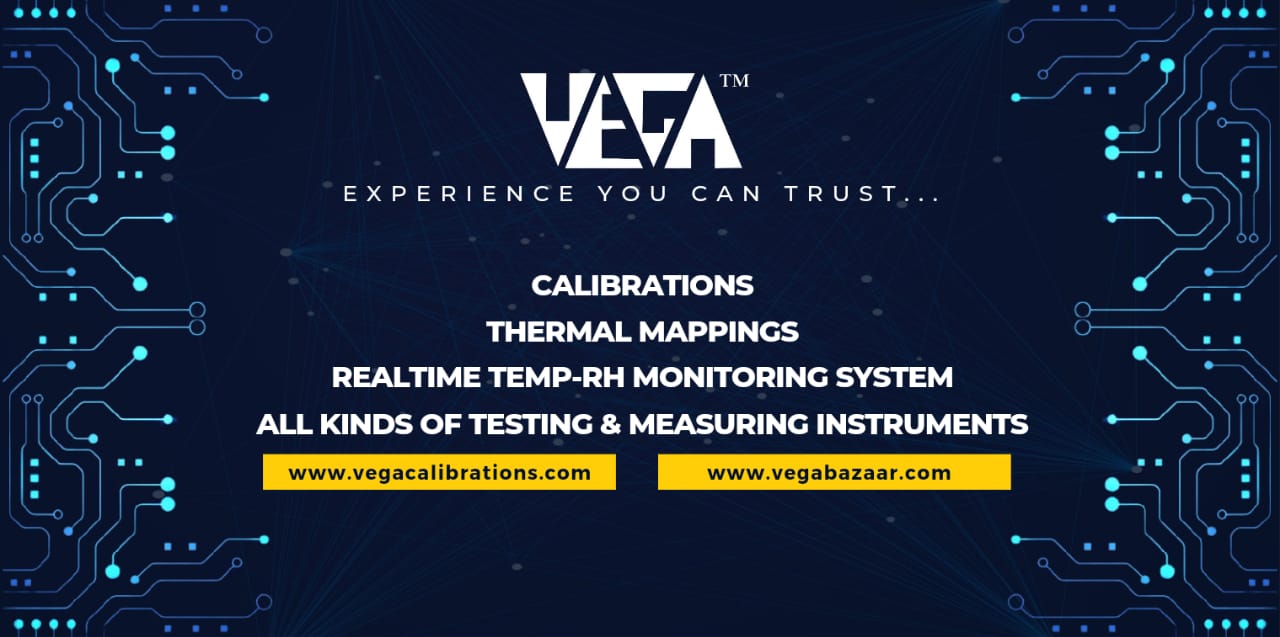 VEGA™
EXPERIENCE YOU CAN TRUST...
CALIBRATIONS
THERMAL MAPPINGS
REALTIME TEMP-RH MONITORING SYSTEM
ALL KINDS OF TESTING & MEASURING INSTRUMENTS
www.vegacalibrations.com
www.vegabazaar.com